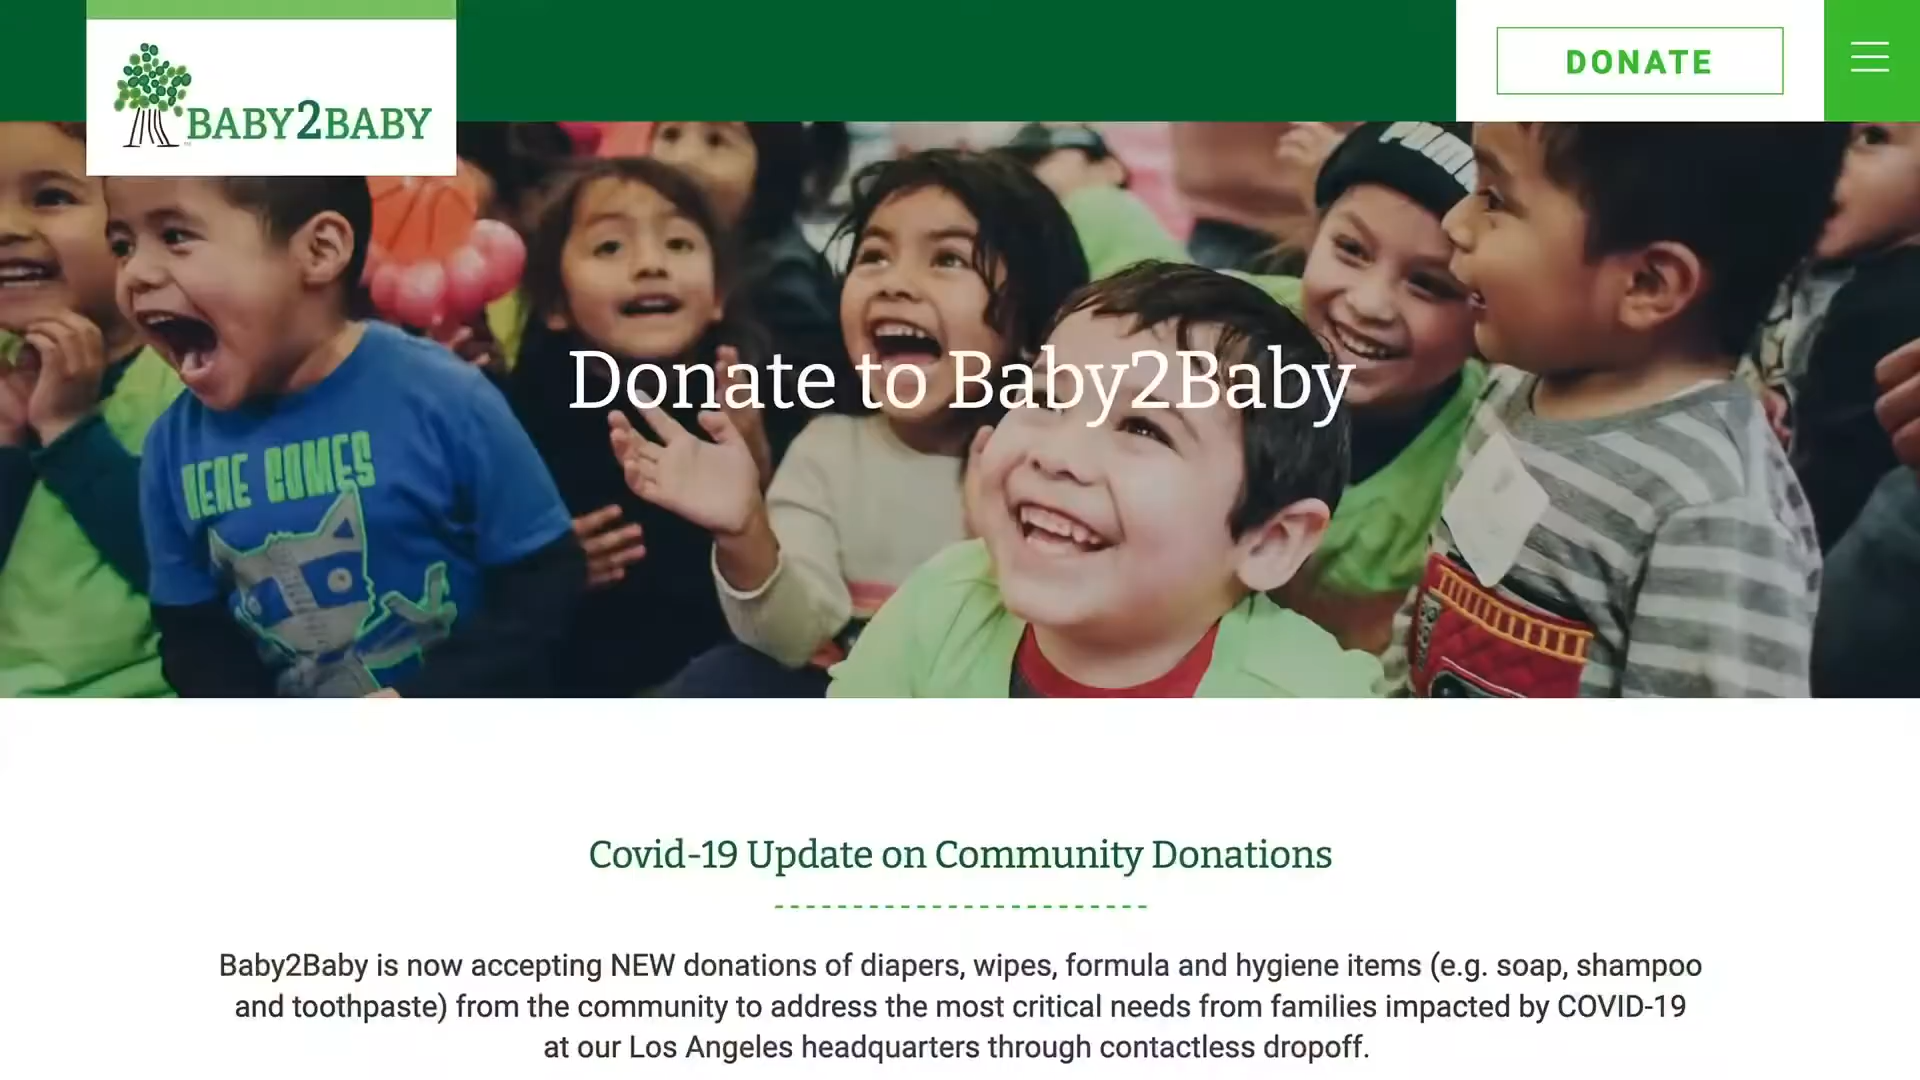 BABY2BABY
DONATE
PUMA
Donate to Baby2Baby
HERE COMES
Covid-19 Update on Community Donations
Baby2Baby is now accepting NEW donations of diapers, wipes, formula and hygiene items (e.g. soap, shampoo
and toothpaste) from the community to address the most critical needs from families impacted by COVID-19
at our Los Angeles headquarters through contactless dropoff.